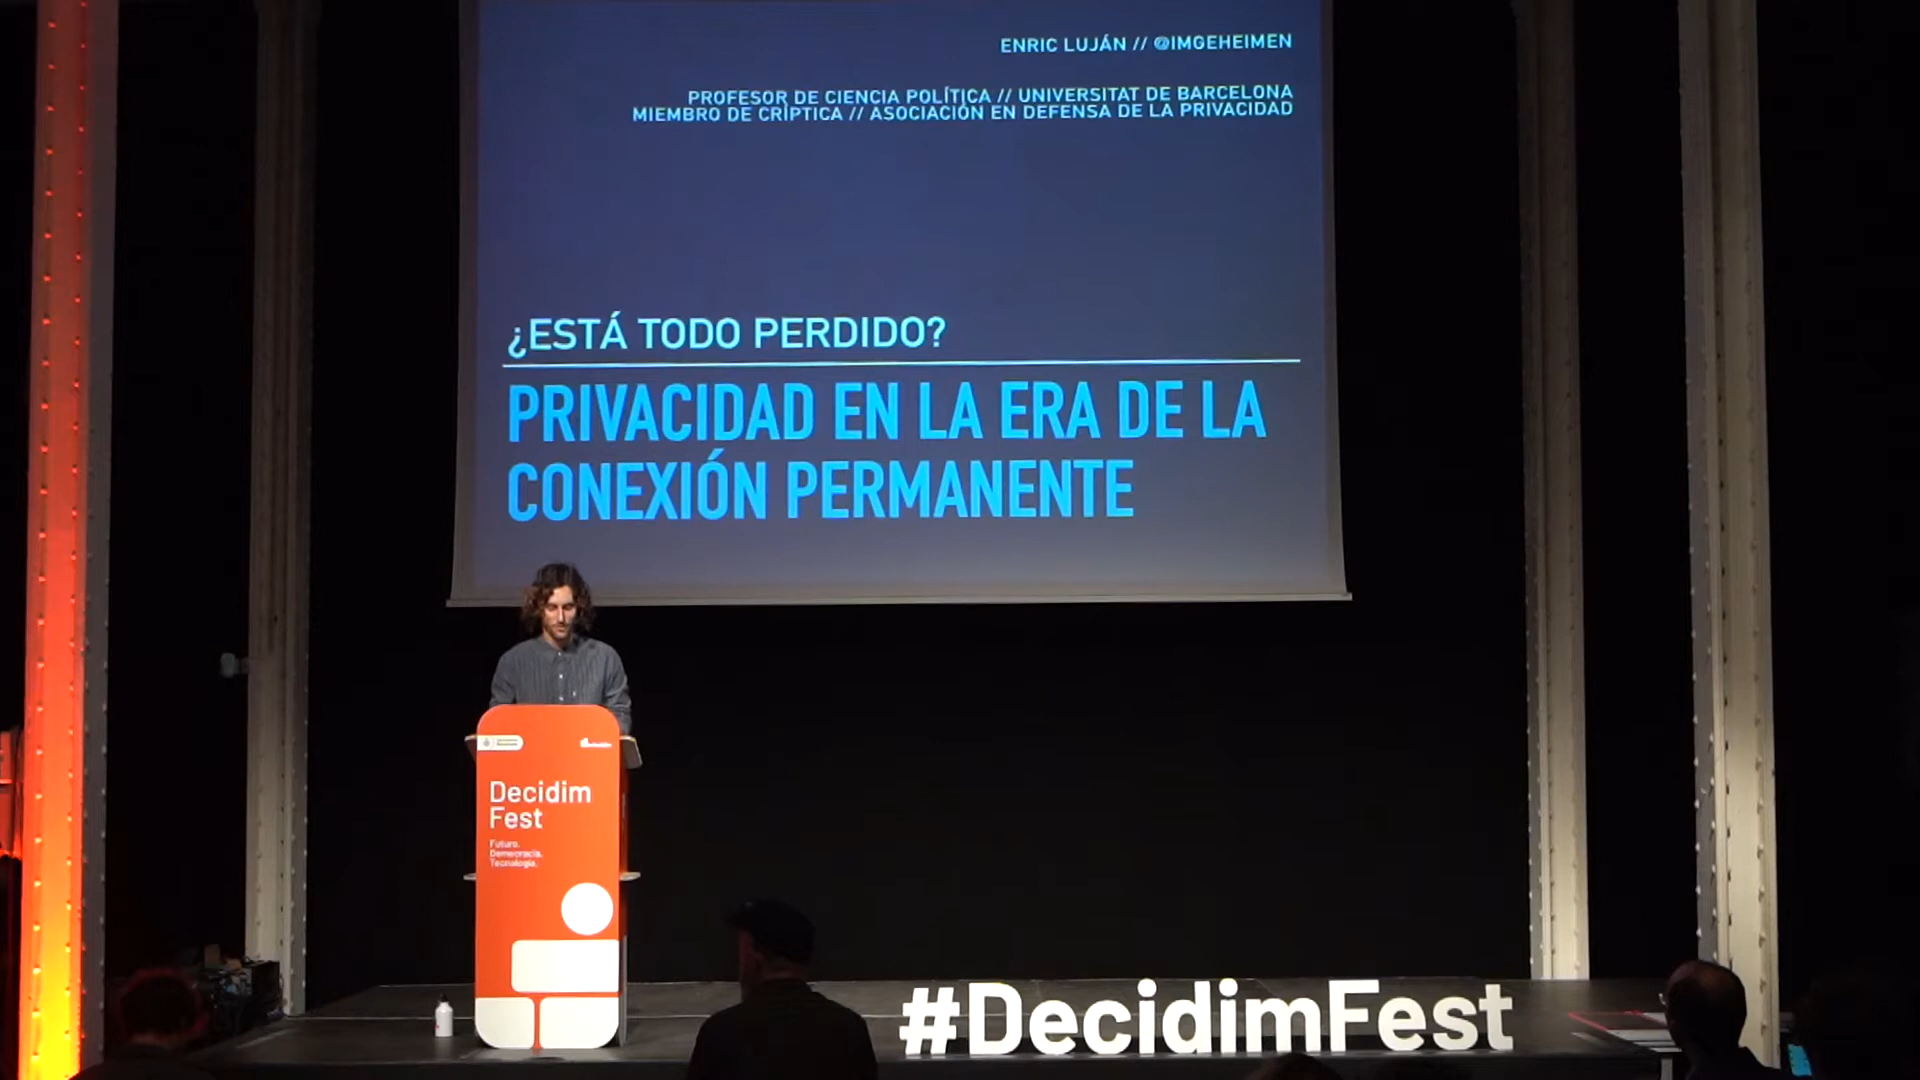 ENRIC LUJÁN // @IMGEHEIMEN
PROFESOR DE CIENCIA POLÍTICA // UNIVERSITAT DE BARCELONA
MIEMBRO DE CRÍPTICA // ASOCIACIÓN EN DEFENSA DE LA PRIVACIDAD
¿ESTÁ TODO PERDIDO?
PRIVACIDAD EN LA ERA DE LA
CONEXIÓN PERMANENTE
Decidim
Fest
Futuro.
Democracia.
Tecnología.
#DecidimFest